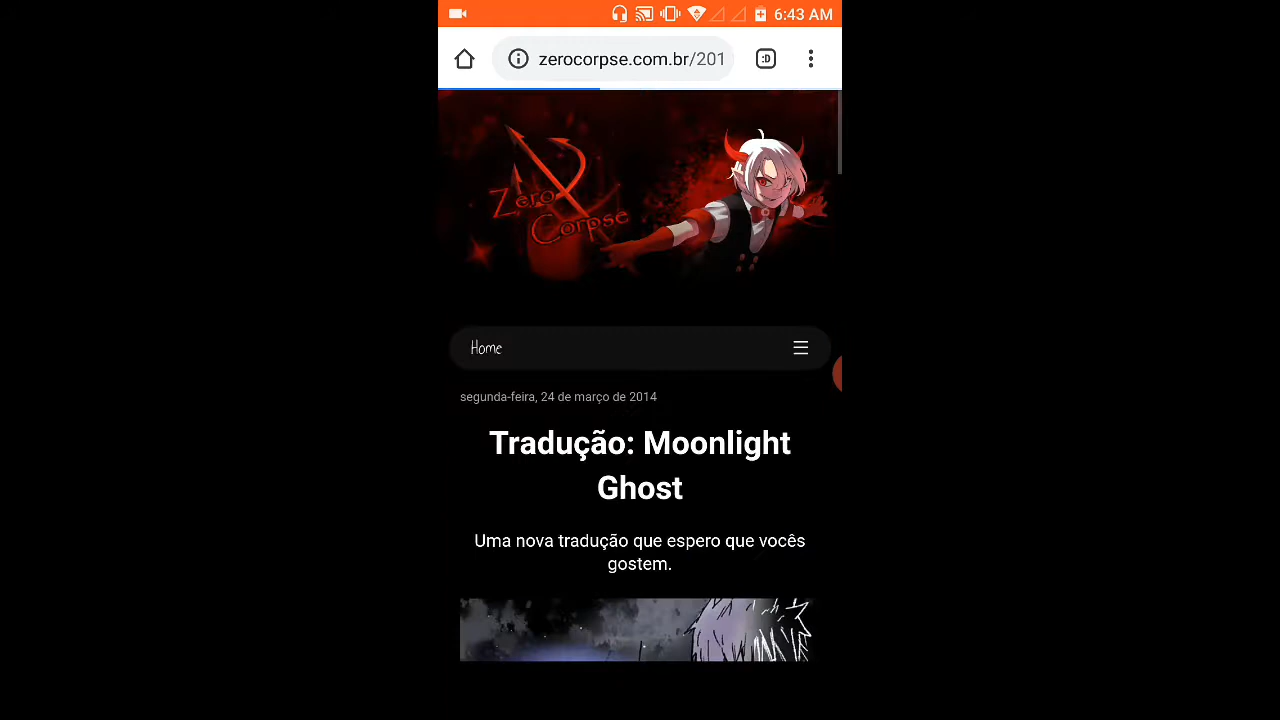 6:43 AM
zerocorpse.com.br/201
:D
Zero
Corpse
Home
segunda-feira, 24 de março de 2014
Tradução: Moonlight
Ghost
Uma nova tradução que espero que vocês
gostem.